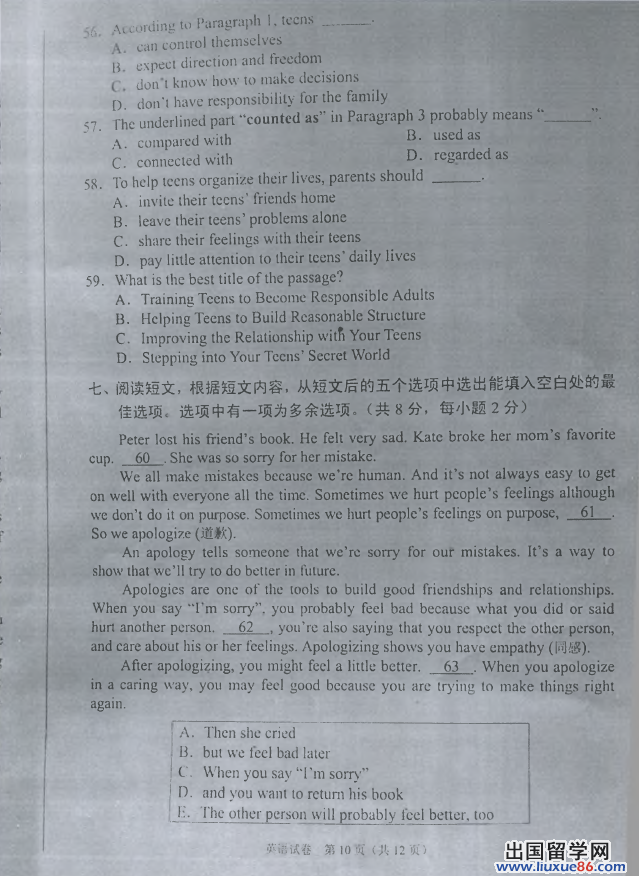 56. According to Paragraph 1, teens ______.
A. can control themselves
B. expect direction and freedom
C. don't know how to make decisions
D. don't have responsibility for the family
57. The underlined part "counted as" in Paragraph 3 probably means "______".
A. compared with B. used as
C. connected with D. regarded as
58. To help teens organize their lives, parents should ______.
A. invite their teens' friends home
B. leave their teens' problems alone
C. share their feelings with their teens
D. pay little attention to their teens' daily lives
59. What is the best title of the passage?
A. Training Teens to Become Responsible Adults
B. Helping Teens to Build Reasonable Structure
C. Improving the Relationship with Your Teens
D. Stepping into Your Teens' Secret World
七、阅读短文，根据短文内容，从短文后的五个选项中选出能填入空白处的最
佳选项。选项中有一项为多余选项。（共 8 分，每小题 2 分）
Peter lost his friend's book. He felt very sad. Kate broke her mom's favorite
cup. 60 . She was so sorry for her mistake.
We all make mistakes because we're human. And it's not always easy to get
on well with everyone all the time. Sometimes we hurt people's feelings although
we don't do it on purpose. Sometimes we hurt people's feelings on purpose, 61 .
So we apologize (道歉).
An apology tells someone that we're sorry for our mistakes. It's a way to
show that we'll try to do better in future.
Apologies are one of the tools to build good friendships and relationships.
When you say "I'm sorry", you probably feel bad because what you did or said
hurt another person. 62 , you're also saying that you respect the other person,
and care about his or her feelings. Apologizing shows you have empathy (同感).
After apologizing, you might feel a little better. 63 . When you apologize
in a caring way, you may feel good because you are trying to make things right
again.
A. Then she cried
B. but we feel bad later
C. When you say "I'm sorry"
D. and you want to return his book
E. The other person will probably feel better, too
英语试卷 第 10 页（共 12 页）
出国留学网
www.liuxue86.com